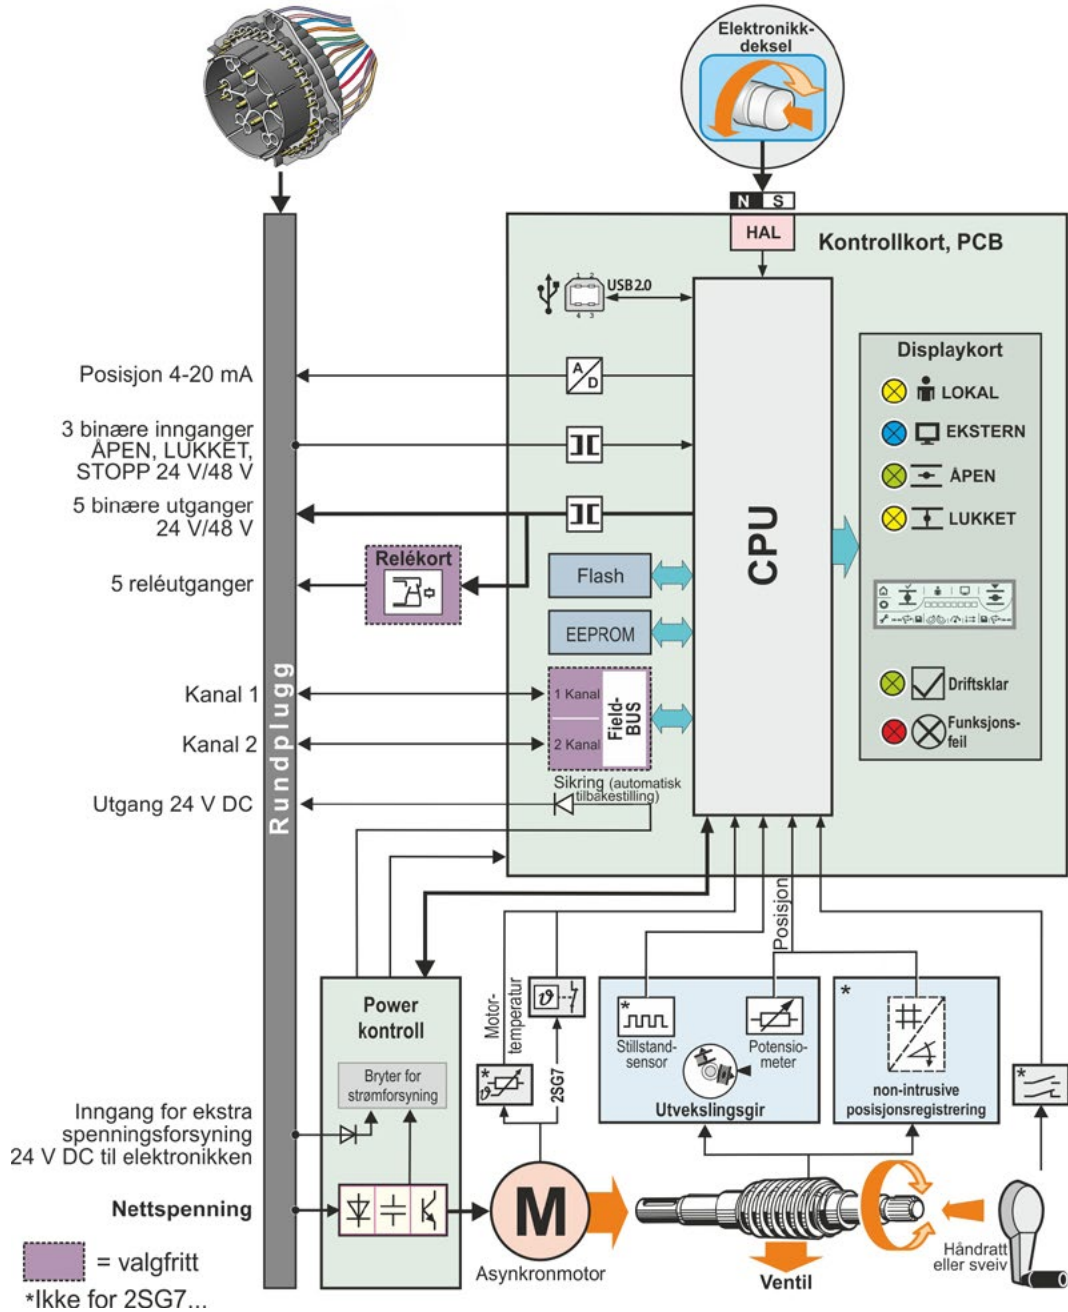 Elektronikk-
deksel
N S
HAL
Kontrollkort, PCB
1 2
USB 2.0
4 3
Displaykort
Posisjon 4-20 mA
A
D
LOKAL
3 binære innganger
ÅPEN, LUKKET,
STOPP 24 V/48 V
EKSTERN
ÅPEN
5 binære utganger
24 V/48 V
LUKKET
CPU
Relékort
5 reléutganger
Flash
EEPROM
Rundplugg
Kanal 1
1 Kanal
Field-
BUS
Kanal 2
2 Kanal
Driftsklar
Funksjons-
feil
Sikring (automatisk
tilbakestilling)
Utgang 24 V DC
Posisjon
Power
kontroll
Motor-
temperatur
ϑ
*
Stillstand-
sensor
Potensio-
meter
*
Bryter for
strømforsyning
*
ϑ
2SG7
Utvekslingsgir
non-intrusive
posisjonsregistrering
*
Inngang for ekstra
spenningsforsyning
24 V DC til elektronikken
Nettspenning
M
Asynkronmotor
Ventil
Håndratt
eller sveiv
= valgfritt
*Ikke for 2SG7...